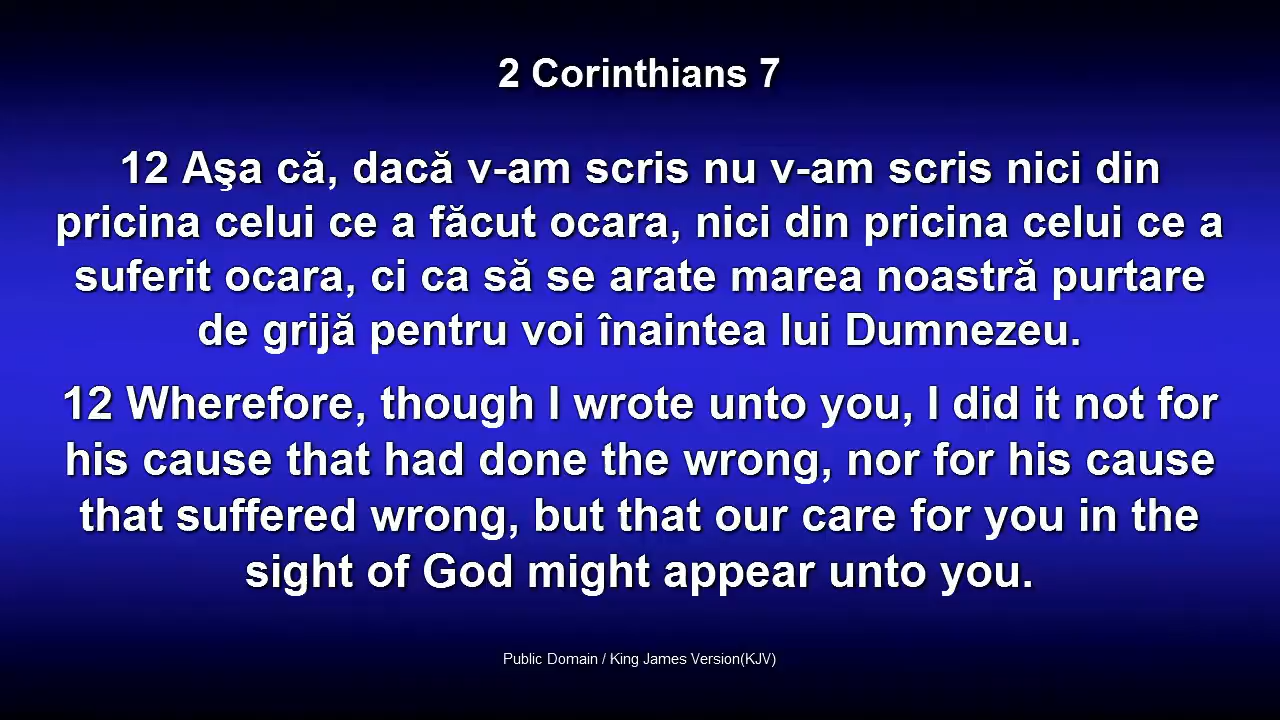 2 Corinthians 7
12 Aşa că, dacă v-am scris nu v-am scris nici din
pricina celui ce a făcut ocara, nici din pricina celui ce a
suferit ocara, ci ca să se arate marea noastră purtare
de grijă pentru voi înaintea lui Dumnezeu.
12 Wherefore, though I wrote unto you, I did it not for
his cause that had done the wrong, nor for his cause
that suffered wrong, but that our care for you in the
sight of God might appear unto you.
Public Domain / King James Version(KJV)